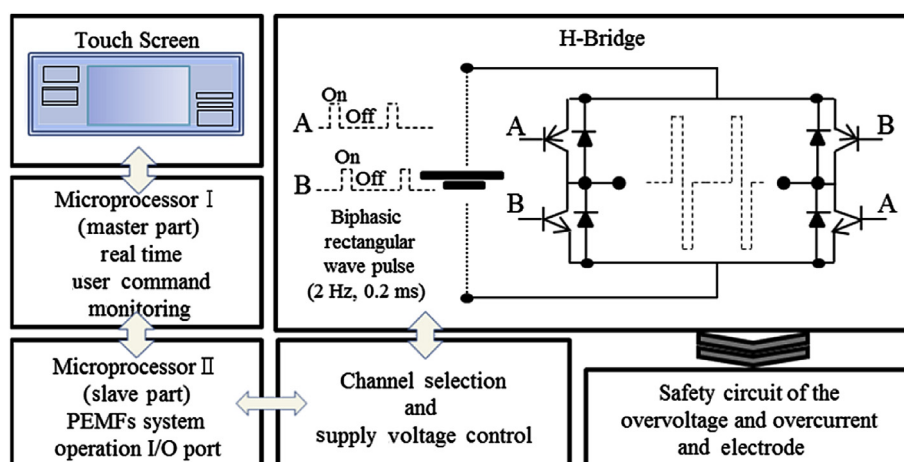 Touch Screen
Microprocessor Ⅰ
(master part)
real time
user command
monitoring
Microprocessor Ⅱ
(slave part)
PEMFs system
operation I/O port
H-Bridge
On
A
Off
On
B
Off
Biphasic
rectangular
wave pulse
(2 Hz, 0.2 ms)
A
B
B
A
Channel selection
and
supply voltage control
Safety circuit of the
overvoltage and overcurrent
and electrode